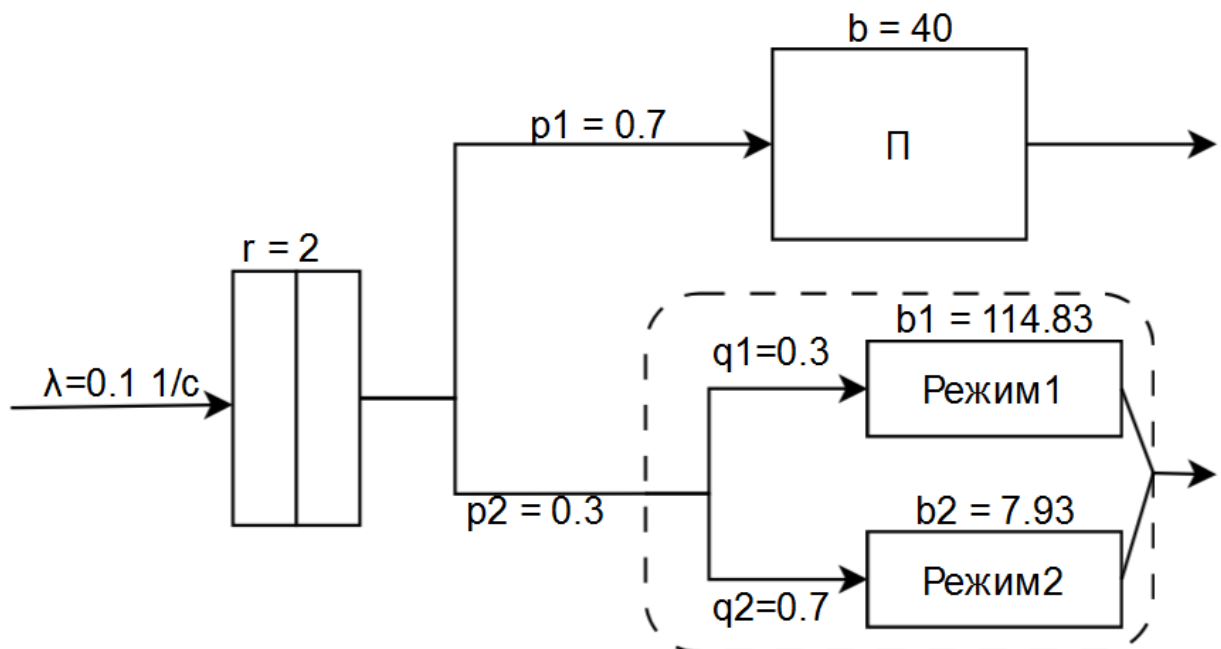 b = 40
p1 = 0.7
П
r = 2
λ=0.1 1/c
b1 = 114.83
q1=0.3
Режим1
p2 = 0.3
b2 = 7.93
Режим2
q2=0.7